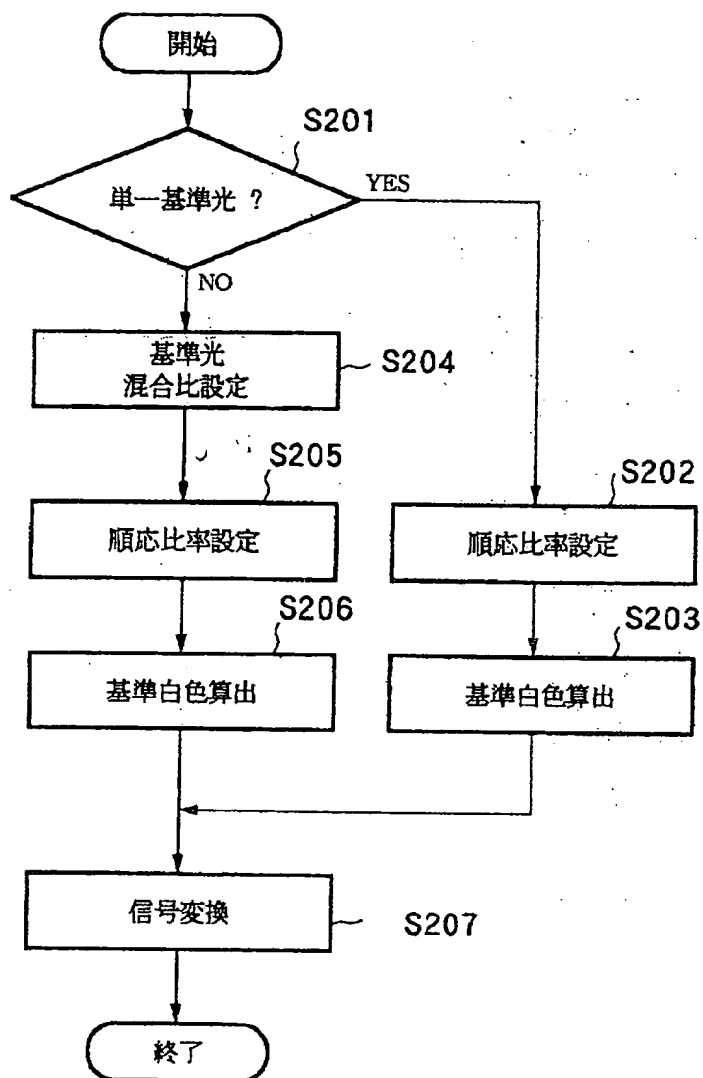 開始
S201
単一基準光 ?
YES
NO
基準光
混合比設定
S204
S205
順応比率設定
S202
順応比率設定
S206
基準白色算出
S203
基準白色算出
信号変換
S207
終了